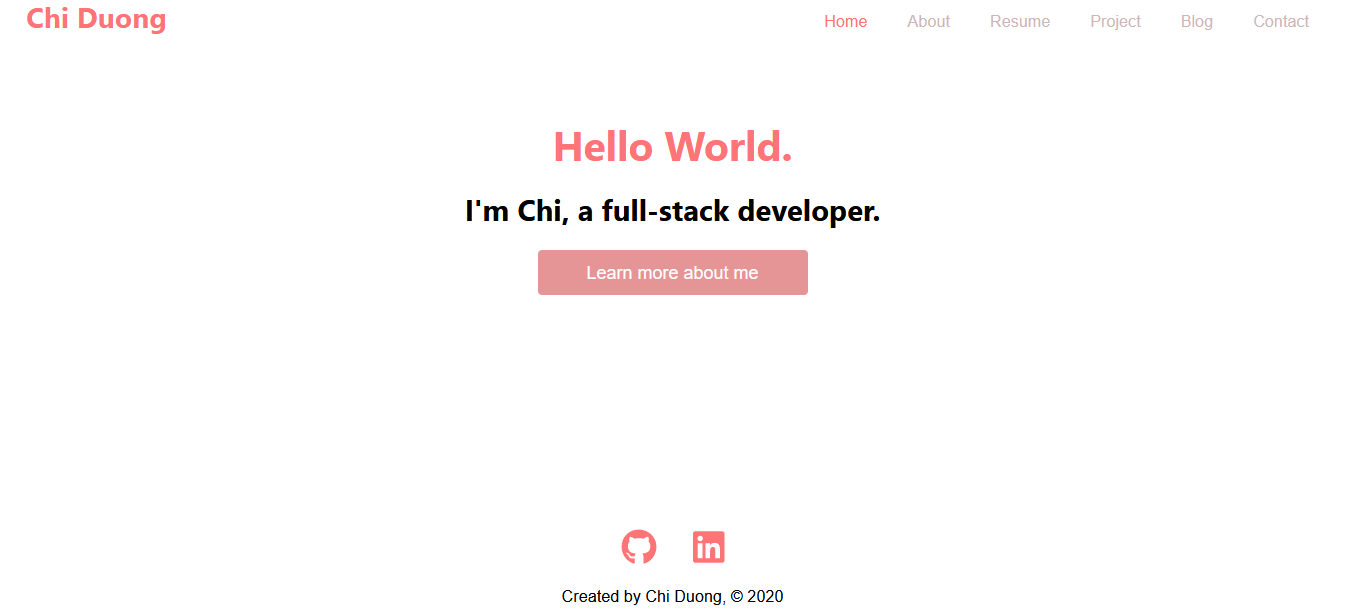 Chi Duong
Home About Resume Project Blog Contact
Hello World.
I'm Chi, a full-stack developer.
Learn more about me
in
Created by Chi Duong, © 2020